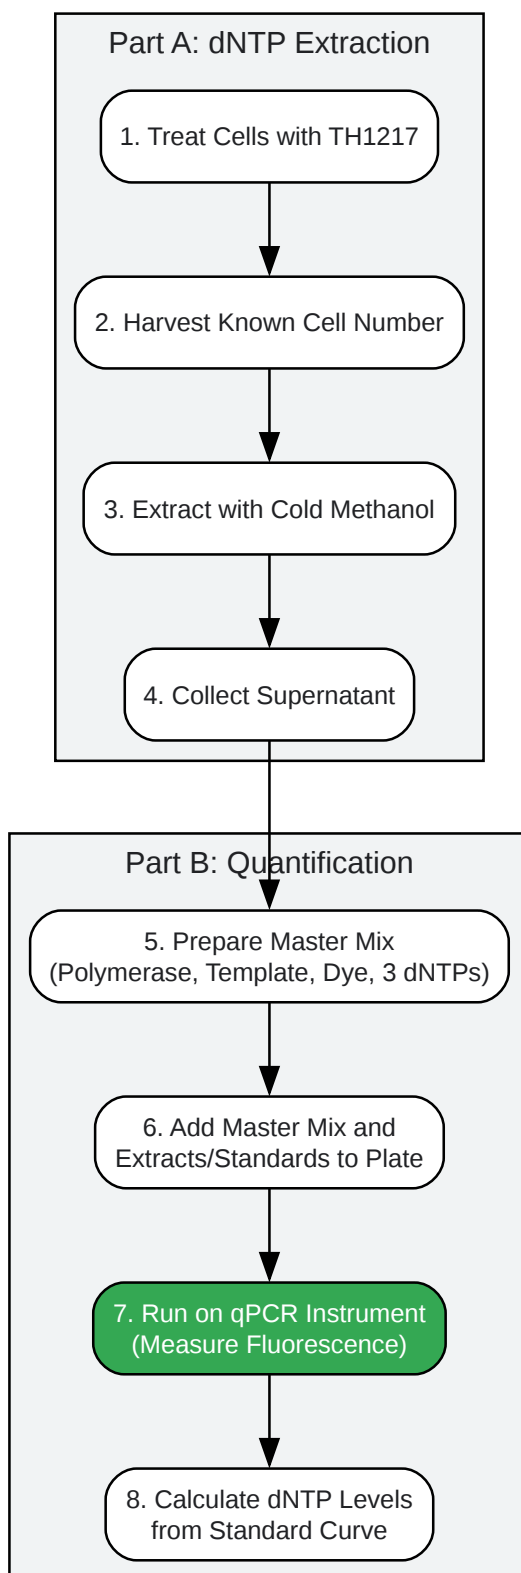 Part A: dNTP Extraction
1. Treat Cells with TH1217
2. Harvest Known Cell Number
3. Extract with Cold Methanol
4. Collect Supernatant
Part B: Quantification
5. Prepare Master Mix
(Polymerase, Template, Dye, 3 dNTPs)
6. Add Master Mix and
Extracts/Standards to Plate
7. Run on qPCR Instrument
(Measure Fluorescence)
8. Calculate dNTP Levels
from Standard Curve